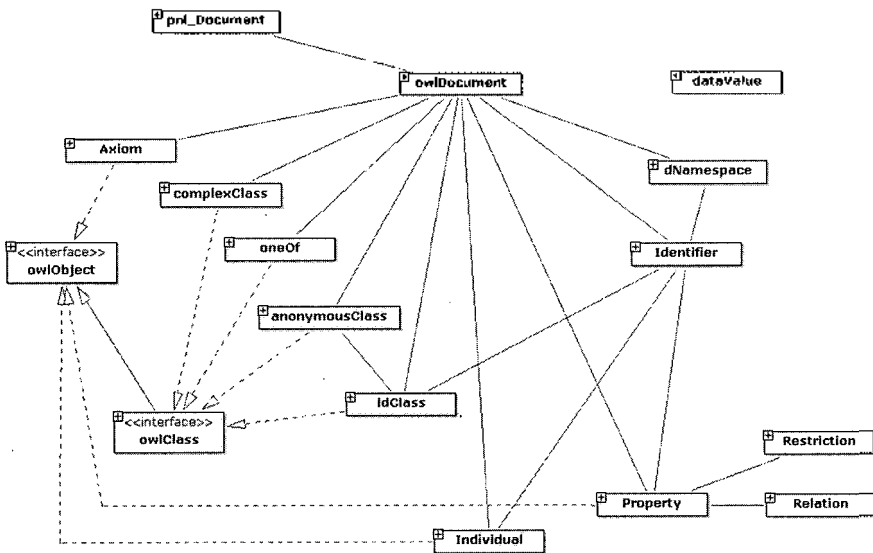 pnl_Document
owlDocument
dataValue
Axiom
complexClass
dNamespace
oneOf
Identifier
<<interface>>
owlObject
anonymousClass
IdClass
<<interface>>
owlClass
Restriction
Property
Relation
Individual